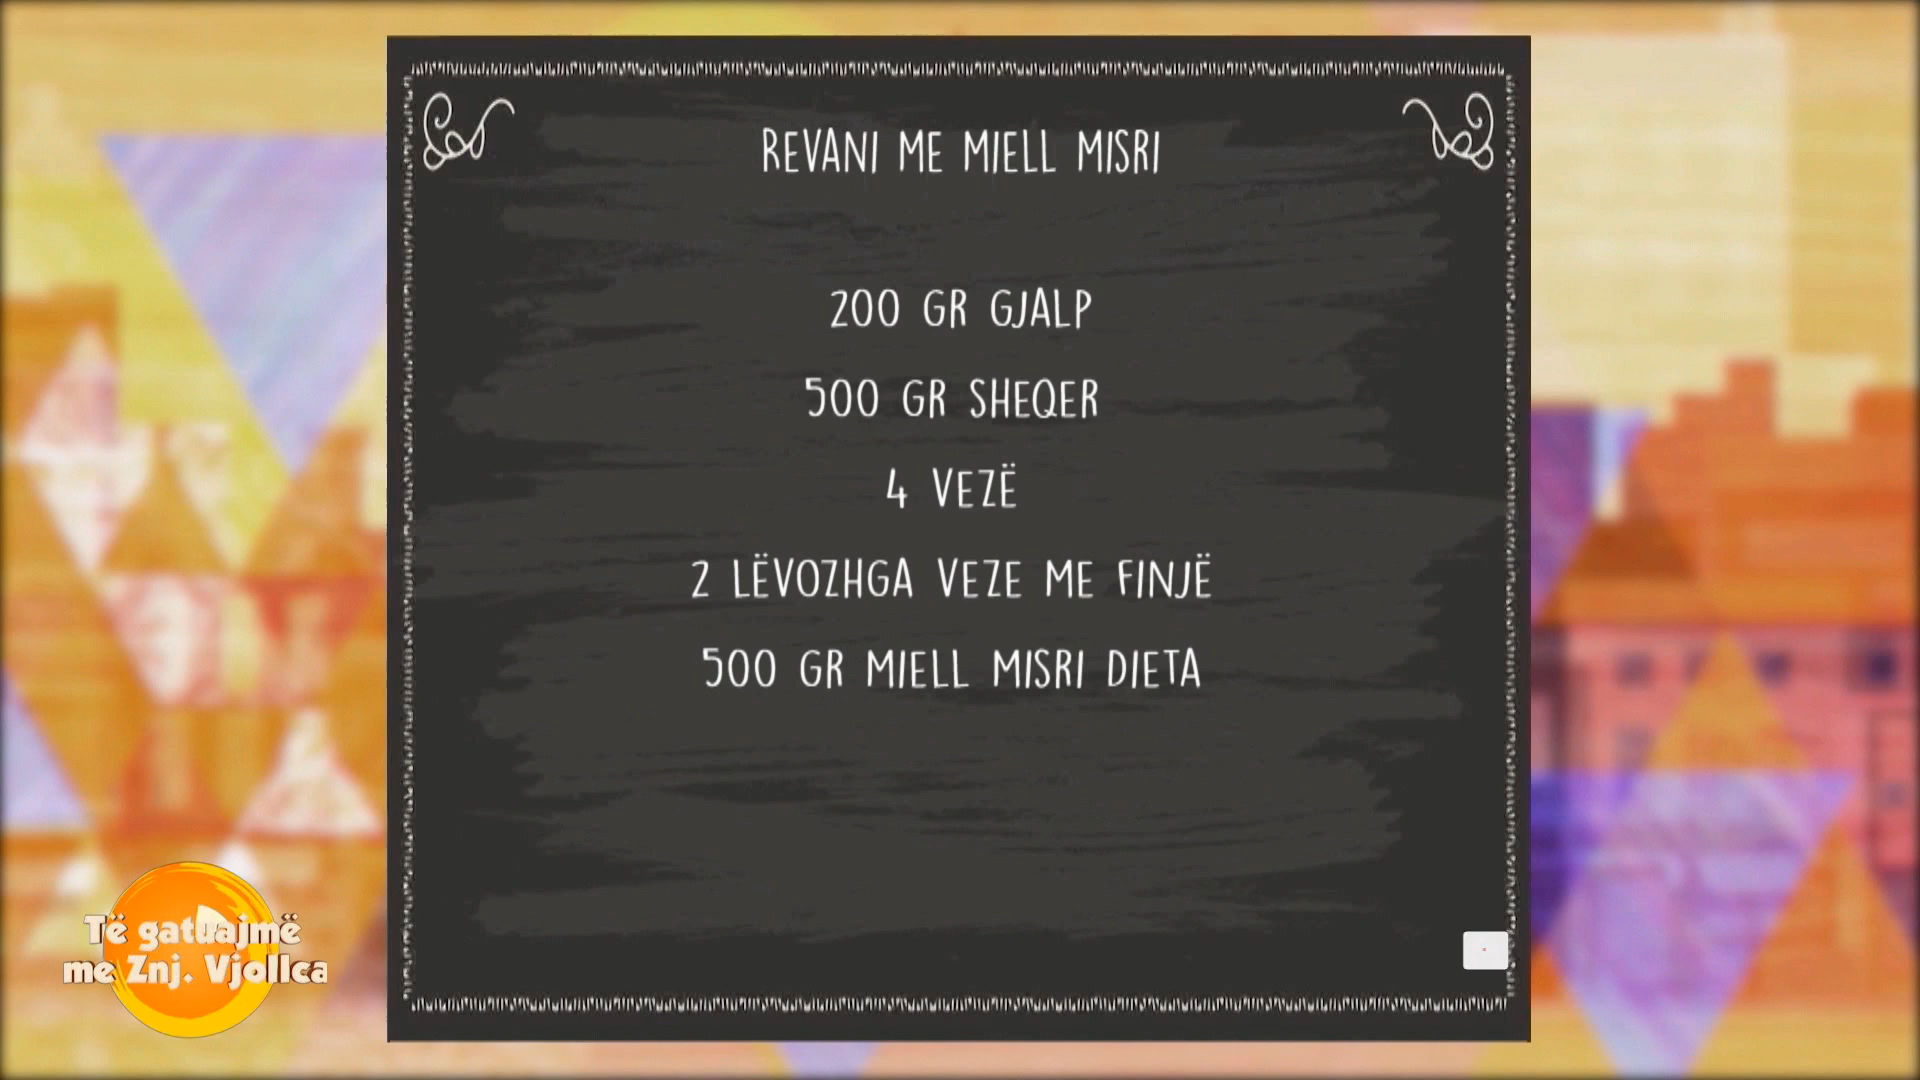 REVANI ME MIELL MISRI
200 GR GJALP
500 GR SHEQER
4 VEZË
2 LËVOZHGA VEZE ME FINJË
500 GR MIELL MISRI DIETA
Të gatuajmë
me Znj. Vjollca